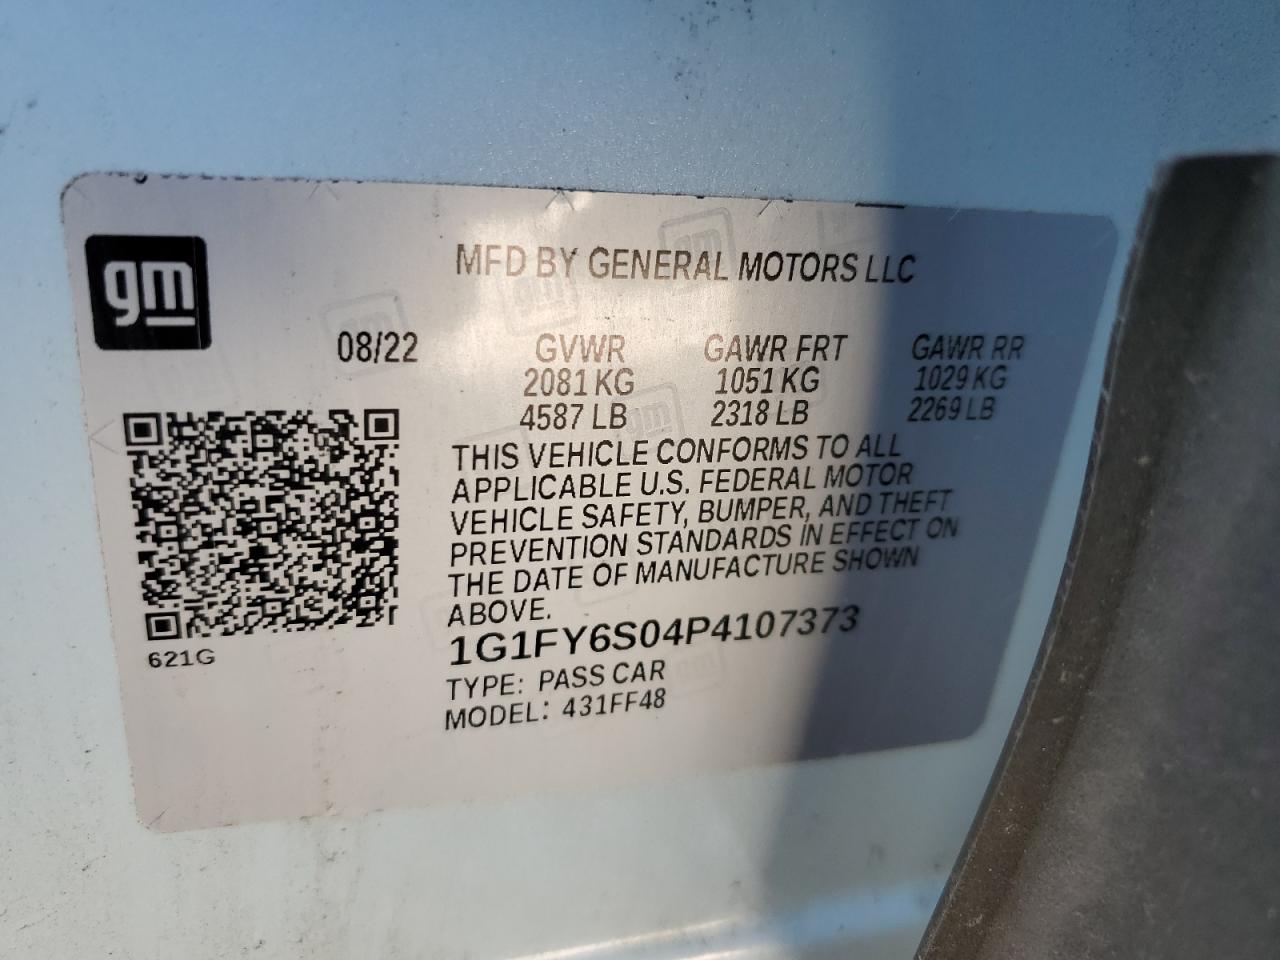 gm
MFD BY GENERAL MOTORS LLC
08/22 GVWR GAWR FRT GAWR RR
2081 KG 1051 KG 1029 KG
4587 LB 2318 LB 2269 LB
THIS VEHICLE CONFORMS TO ALL
APPLICABLE U.S. FEDERAL MOTOR
VEHICLE SAFETY, BUMPER, AND THEFT
PREVENTION STANDARDS IN EFFECT ON
THE DATE OF MANUFACTURE SHOWN
ABOVE.
1G1FY6S04P4107373
621G
TYPE: PASS CAR
MODEL: 431FF48